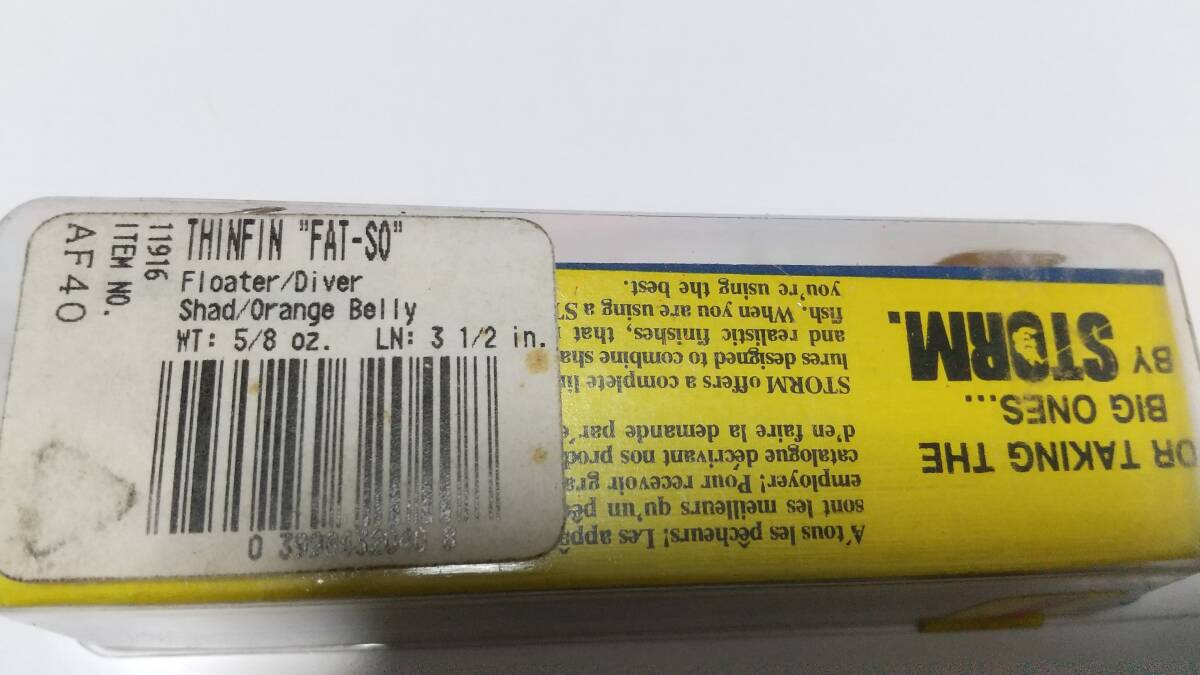 THINFIN "FAT-SO"
Floater/Diver
Shad/Orange Belly
WT: 5/8 oz. LN: 3 1/2 in.
11916
ITEM NO.
AF40
OR TAKING THE
BIG ONES...
BY STORM.
A tous les pêcheurs! Les
sont les meilleurs qu'un
employer! Pour recevoir
catalogue décrivant nos
d'en faire la demande par
STORM offers a complete
lures designed to combine
and realistic finishes, that,
fish. When you are using a
you're using the best.